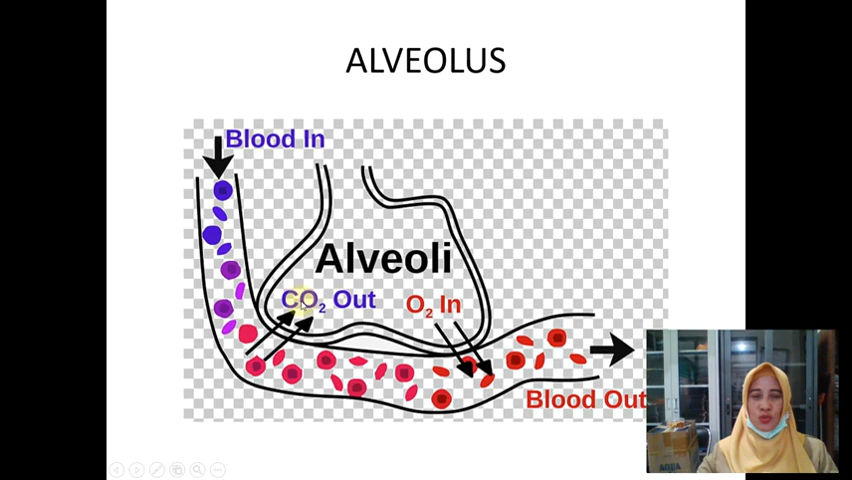 ALVEOLUS
Blood In
Alveoli
CO₂ Out
O₂ In
Blood Out